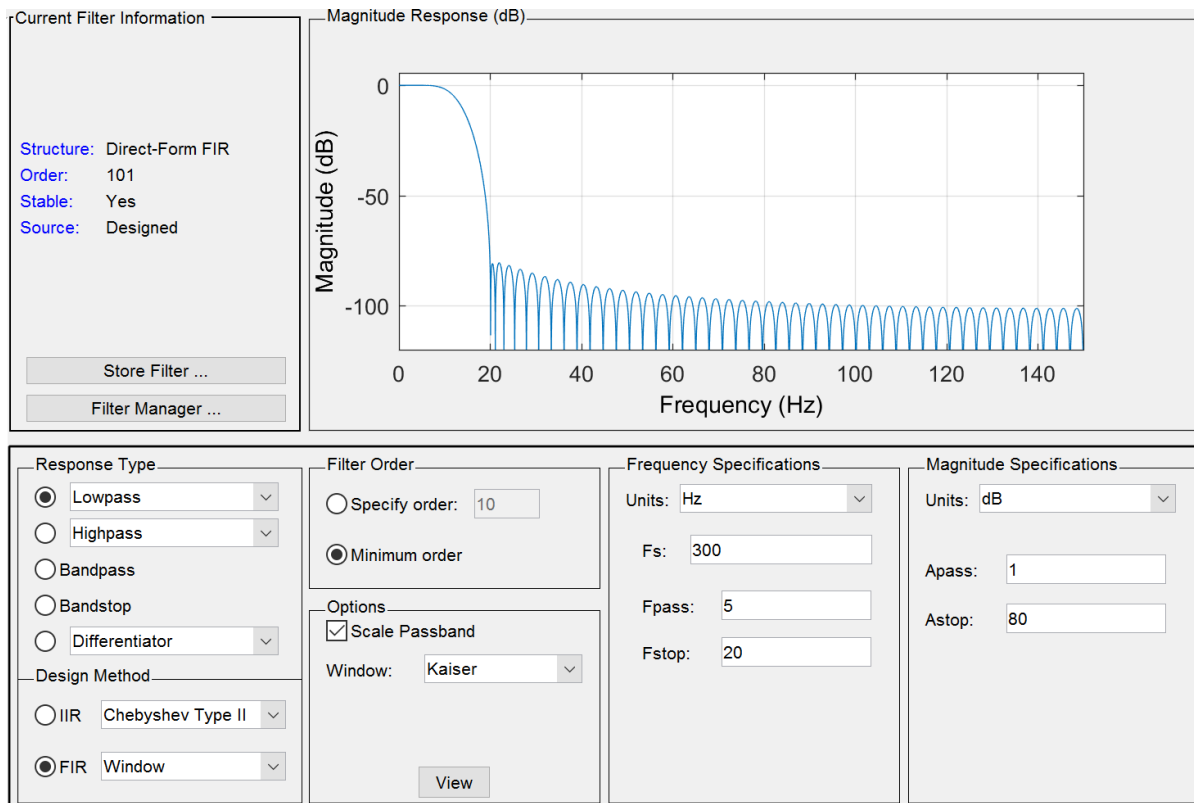 Current Filter Information
Structure: Direct-Form FIR
Order: 101
Stable: Yes
Source: Designed
Store Filter ...
Filter Manager ...
Magnitude Response (dB)
Magnitude (dB)
0
-50
-100
0 20 40 60 80 100 120 140
Frequency (Hz)
Response Type
Lowpass
Highpass
Bandpass
Bandstop
Differentiator
Design Method
IIR Chebyshev Type II
FIR Window
Filter Order
Specify order: 10
Minimum order
Options
Scale Passband
Window: Kaiser
View
Frequency Specifications
Units: Hz
Fs: 300
Fpass: 5
Fstop: 20
Magnitude Specifications
Units: dB
Apass: 1
Astop: 80